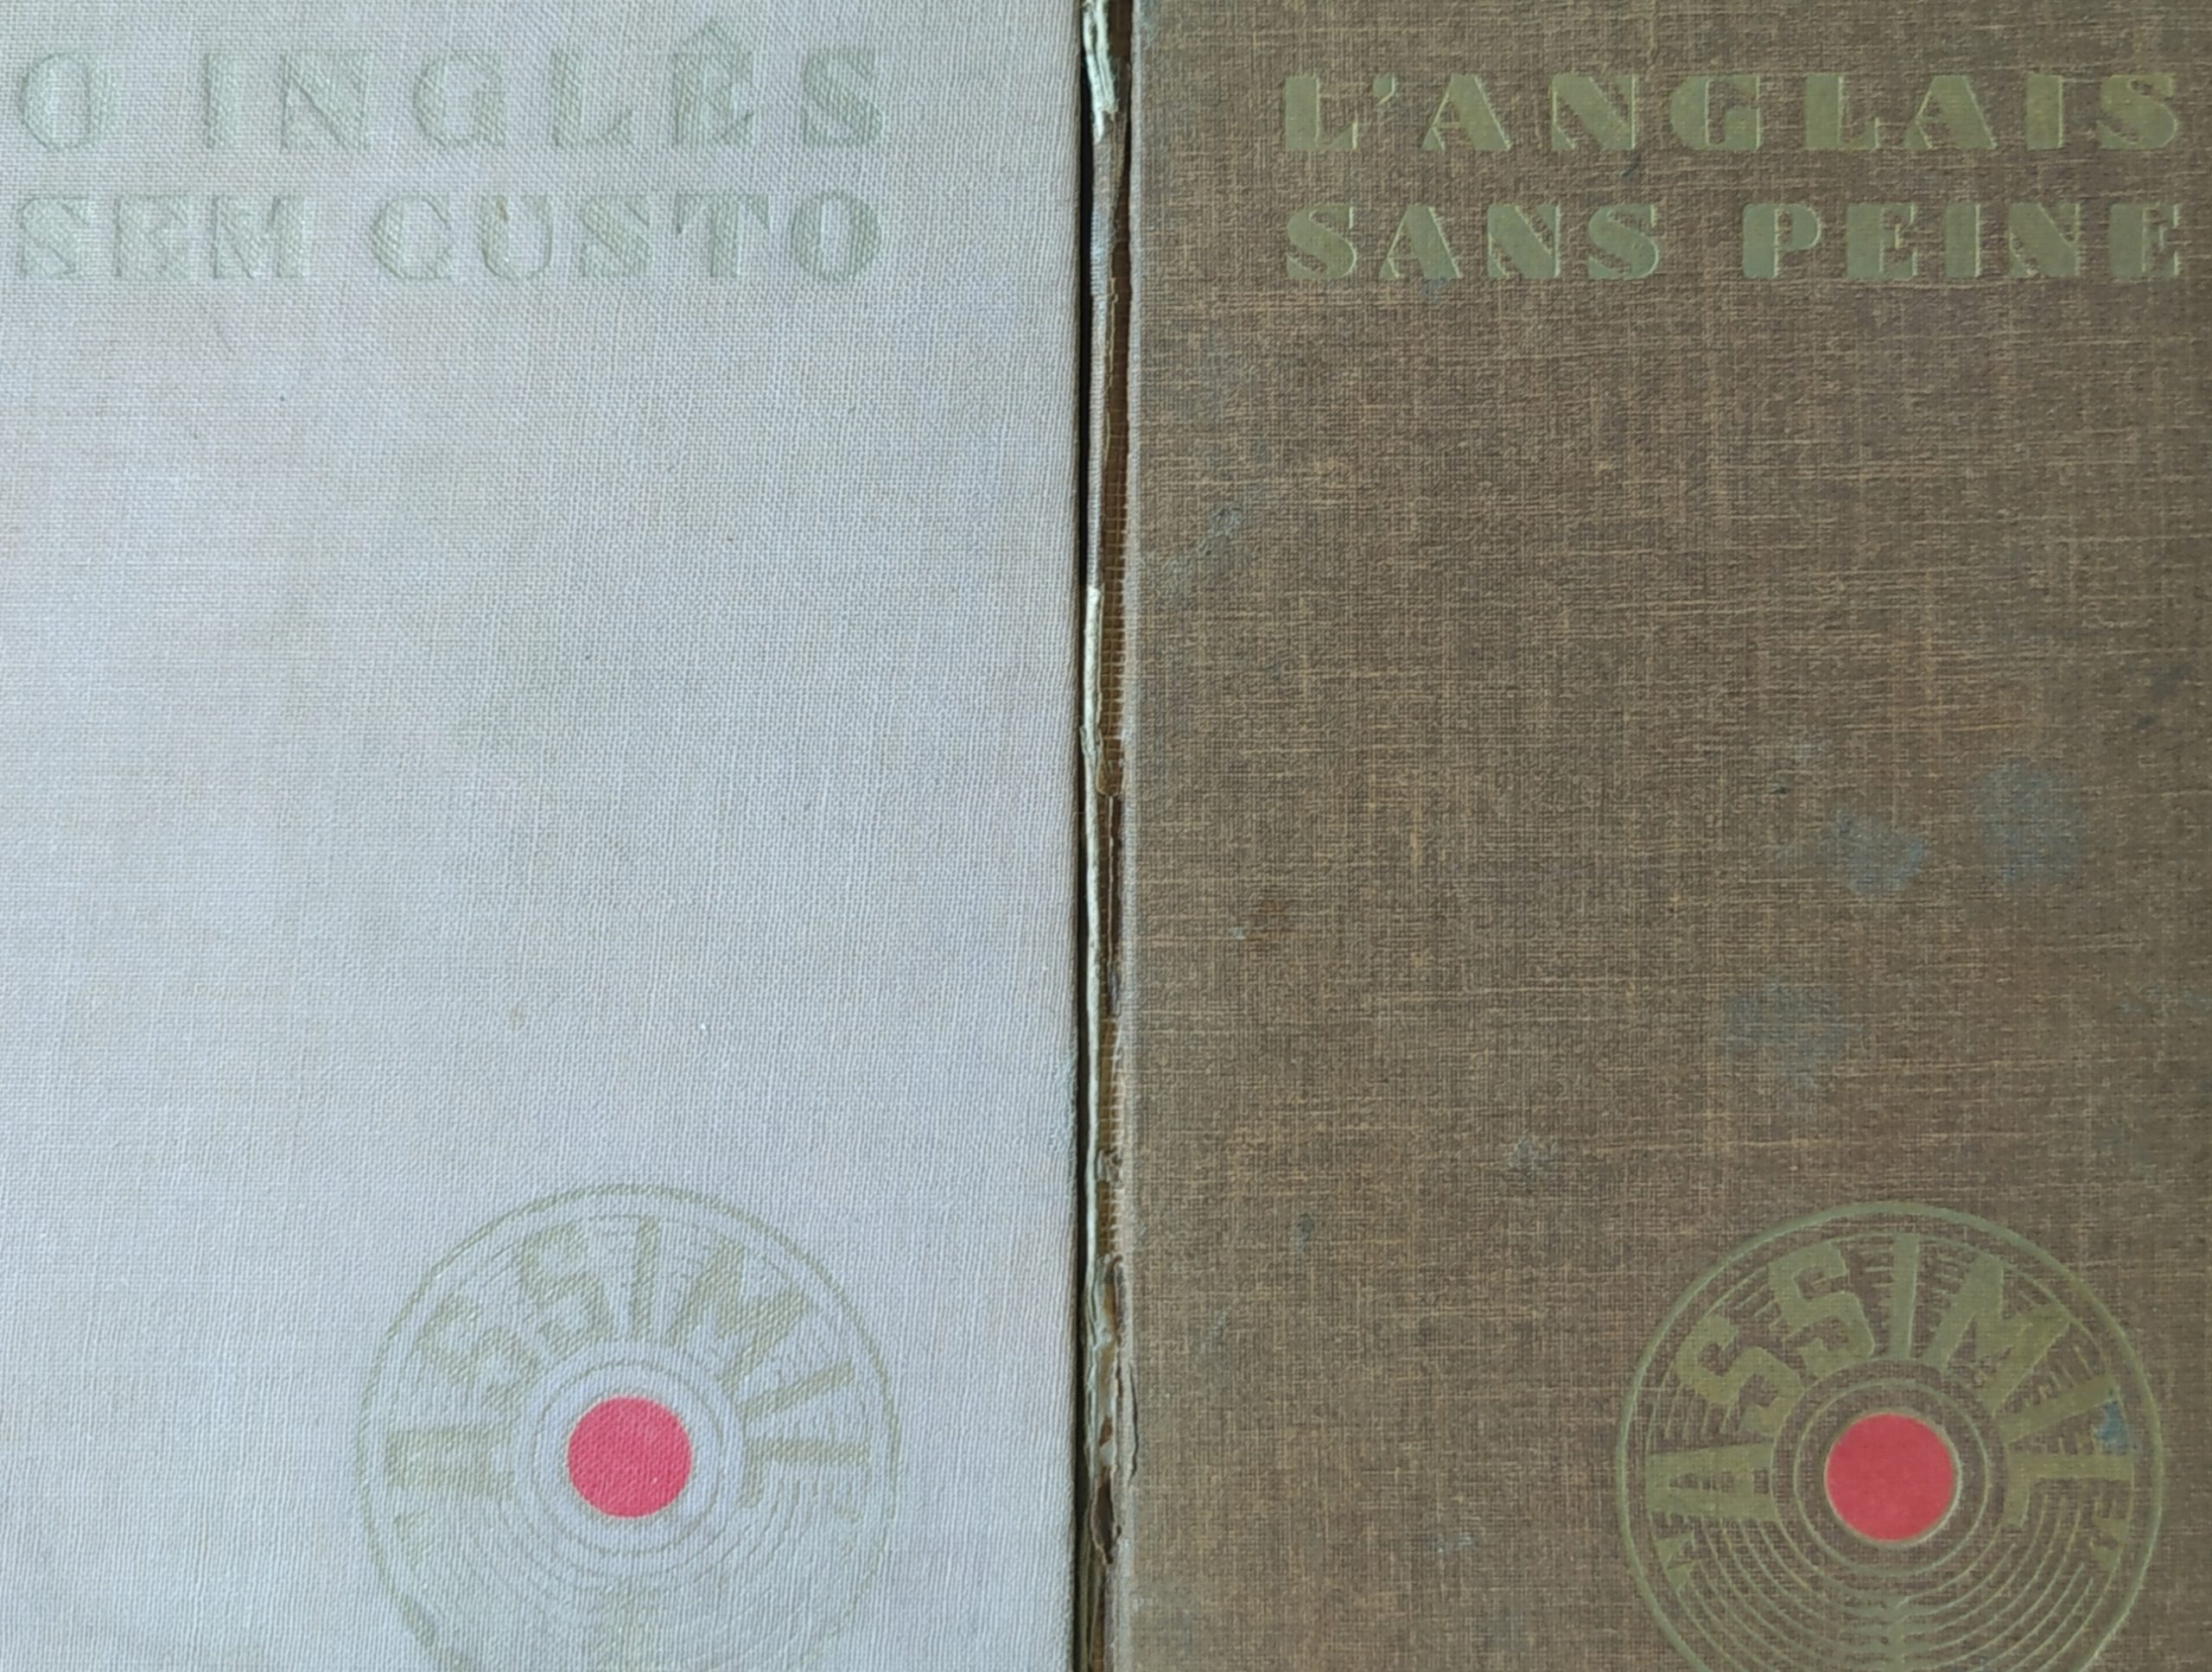 O INGLÊS
SEM CUSTO
ASSIMIL
L'ANGLAIS
SANS PEINE
ASSIMIL